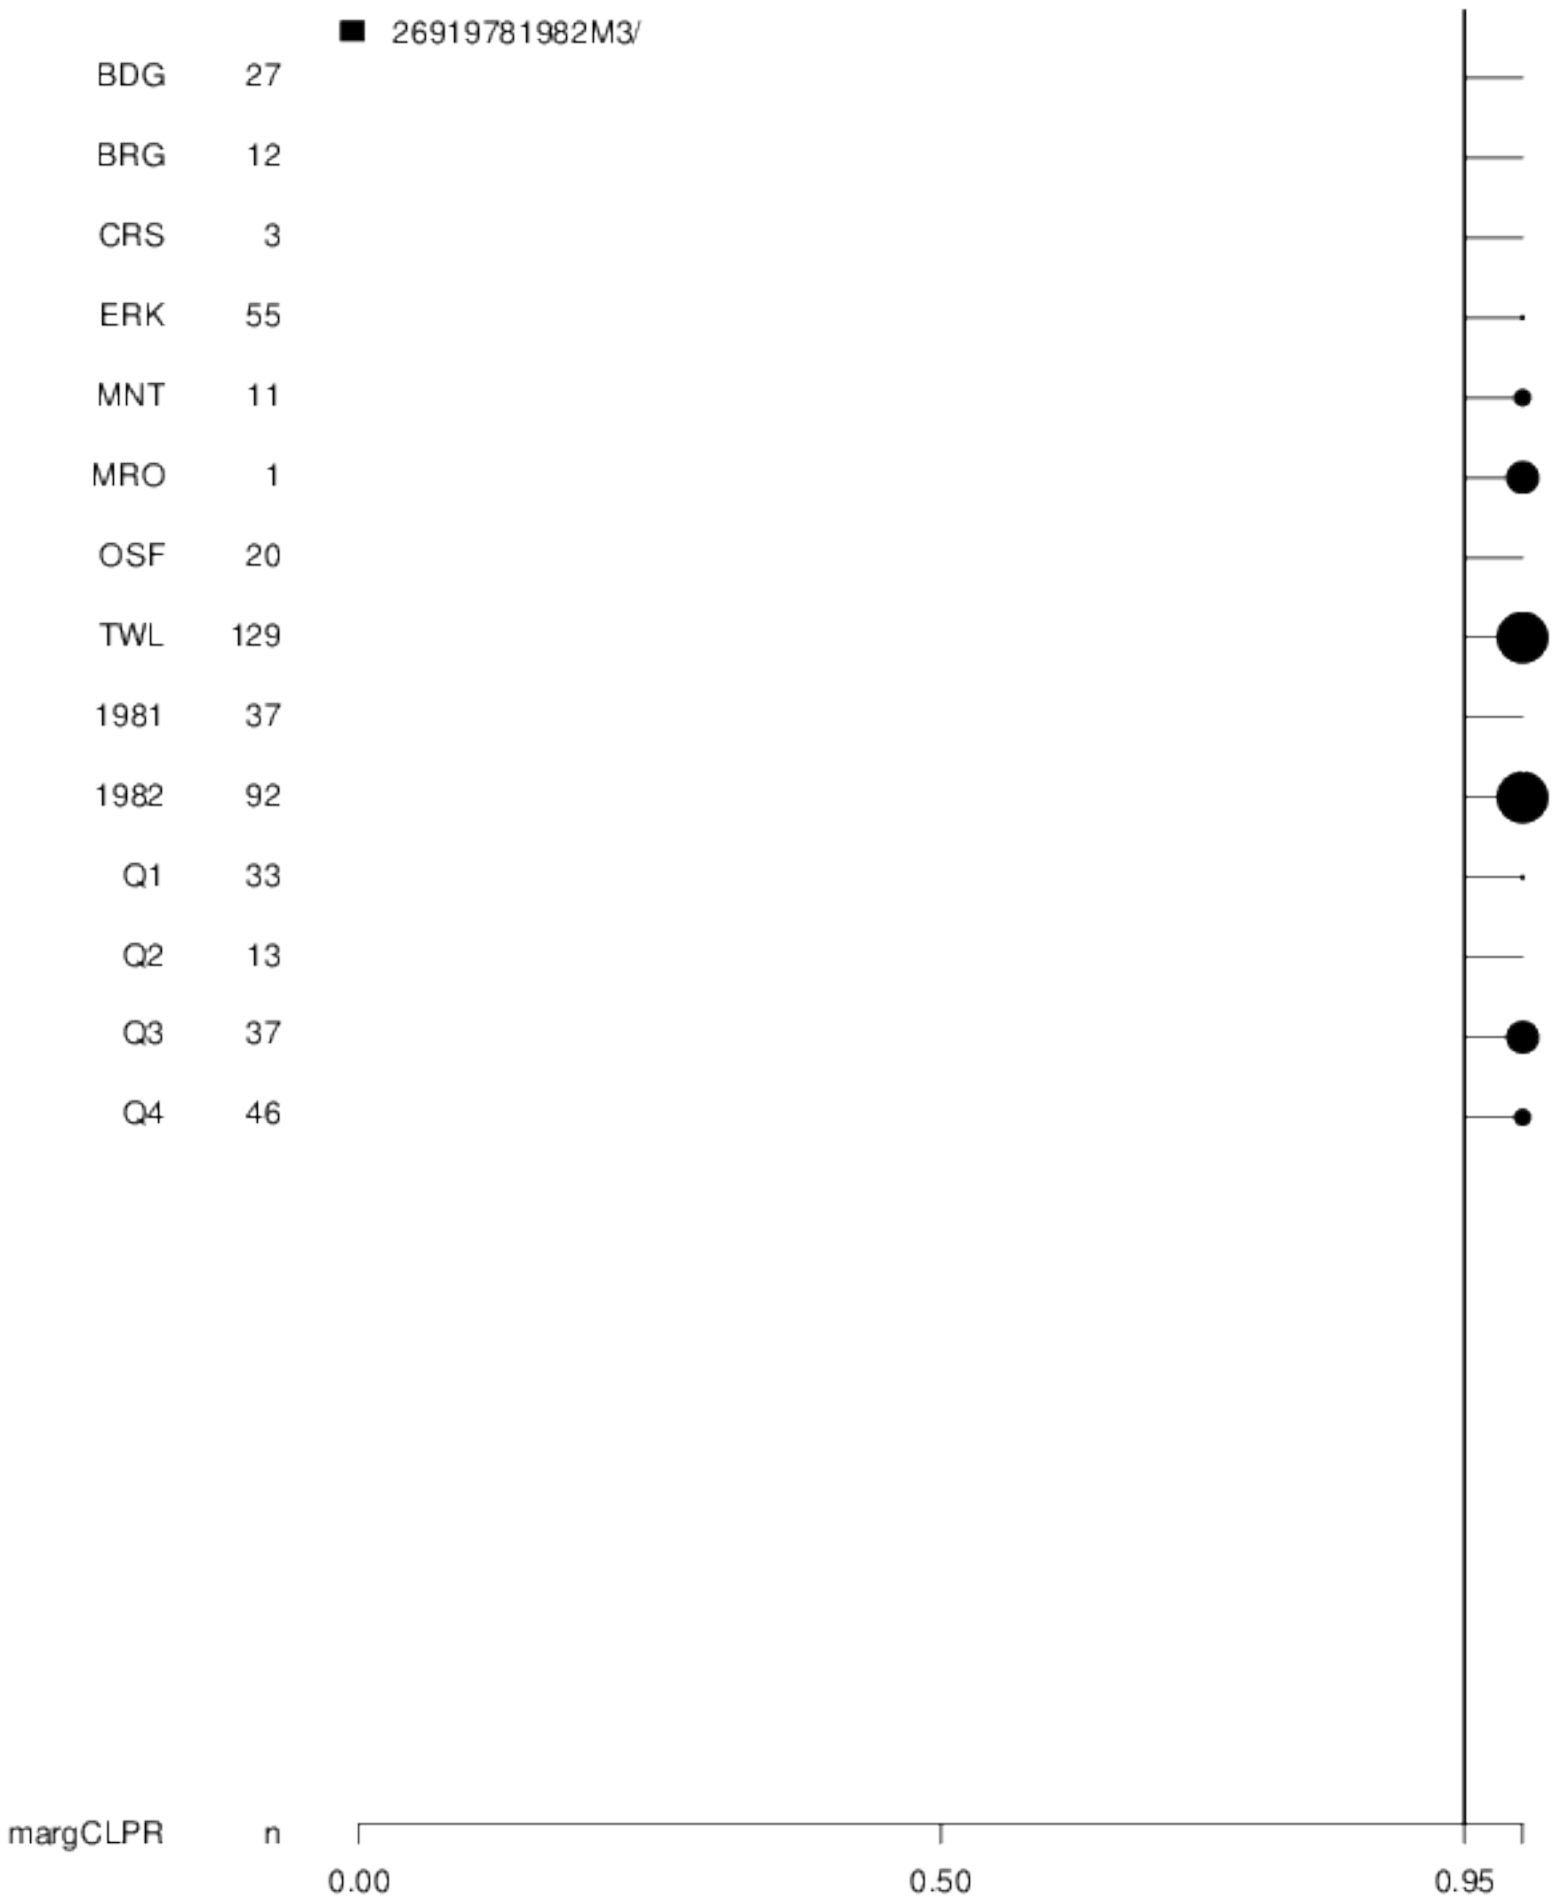 26919781982M3/
BDG 27
BRG 12
CRS 3
ERK 55
MNT 11
MRO 1
OSF 20
TWL 129
1981 37
1982 92
Q1 33
Q2 13
Q3 37
Q4 46
margCLPR n
0.00 0.50 0.95